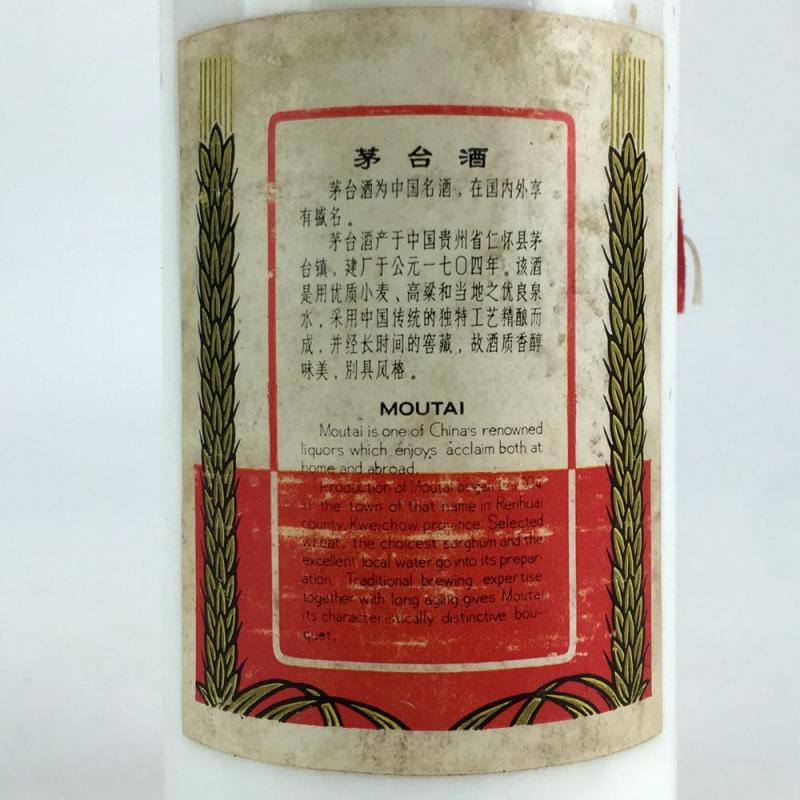 茅台酒
茅台酒为中国名酒，在国内外享
有盛名。
茅台酒产于中国贵州省仁怀县茅
台镇，建厂于公元一七〇四年。该酒
是用优质小麦、高粱和当地之优良泉
水，采用中国传统的独特工艺精酿而
成，并经长时间的窖藏，故酒质香醇
味美，别具风格。
MOUTAI
Moutai is one of China's renowned
liquors which enjoys acclaim both at
home and abroad.
Production of Moutai began
in the town of that name in Renhuai
county, Kweichow province. Selected
wheat, the choicest sorghum and the
excellent local water go into its prepar-
ation. Traditional brewing expertise
together with long aging gives Moutai
its characteristically distinctive bou-
quet.